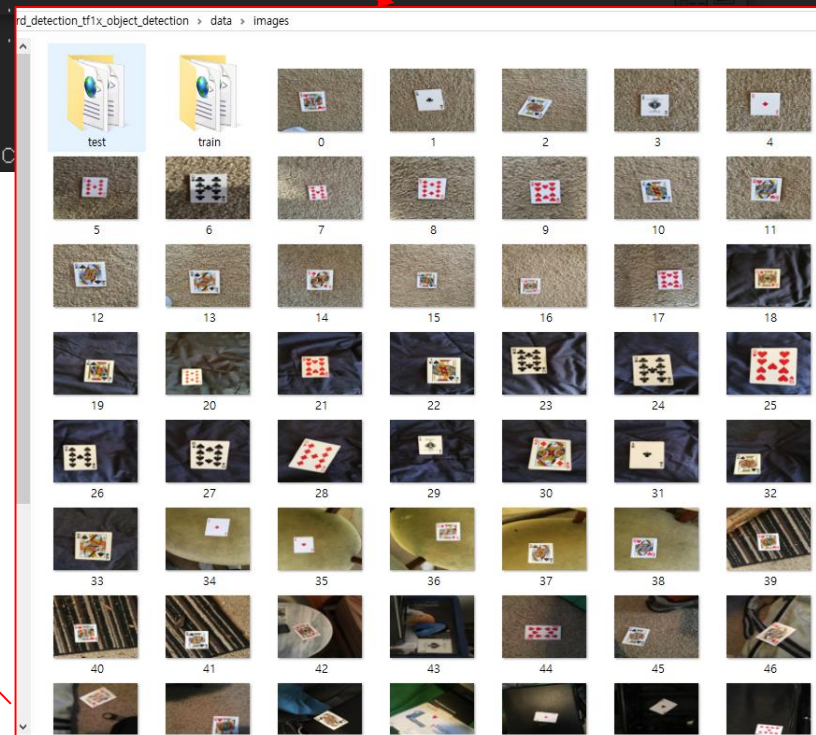 rd_detection_tf1x_object_detection › data › images
test train 0 1 2 3 4
5 6 7 8 9 10 11
12 13 14 15 16 17 18
19 20 21 22 23 24 25
26 27 28 29 30 31 32
33 34 35 36 37 38 39
40 41 42 43 44 45 46
C